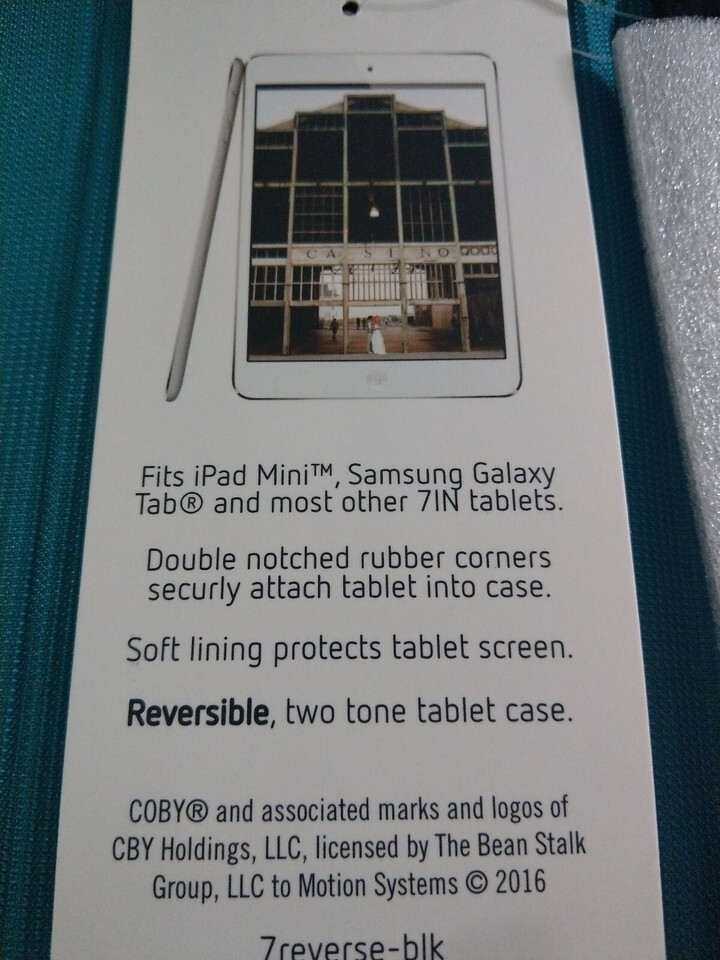 CASINO
Fits iPad Mini™, Samsung Galaxy
Tab® and most other 7IN tablets.
Double notched rubber corners
securly attach tablet into case.
Soft lining protects tablet screen.
Reversible, two tone tablet case.
COBY® and associated marks and logos of
CBY Holdings, LLC, licensed by The Bean Stalk
Group, LLC to Motion Systems © 2016
7reverse-blk